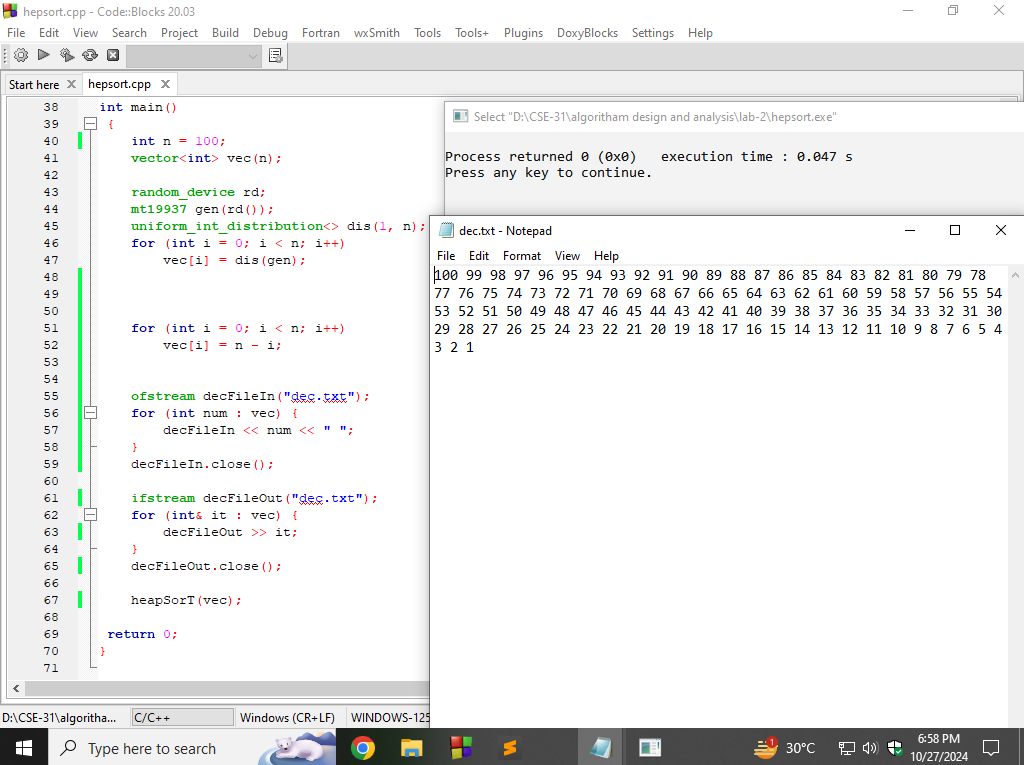 hepsort.cpp - Code::Blocks 20.03
File Edit View Search Project Build Debug Fortran wxSmith Tools Tools+ Plugins DoxyBlocks Settings Help
Start here hepsort.cpp
38 int main()
39 {
40 int n = 100;
41 vector<int> vec(n);
42
43 random_device rd;
44 mt19937 gen(rd());
45 uniform_int_distribution<> dis(1, n);
46 for (int i = 0; i < n; i++)
47 vec[i] = dis(gen);
48
49
50
51 for (int i = 0; i < n; i++)
52 vec[i] = n - i;
53
54
55 ofstream decFileIn("dec.txt");
56 for (int num : vec) {
57 decFileIn << num << " ";
58 }
59 decFileIn.close();
60
61 ifstream decFileOut("dec.txt");
62 for (int& it : vec) {
63 decFileOut >> it;
64 }
65 decFileOut.close();
66
67 heapSorT(vec);
68
69 return 0;
70 }
71
Select "D:\CSE-31\algoritham design and analysis\lab-2\hepsort.exe"
Process returned 0 (0x0) execution time : 0.047 s
Press any key to continue.
dec.txt - Notepad
File Edit Format View Help
100 99 98 97 96 95 94 93 92 91 90 89 88 87 86 85 84 83 82 81 80 79 78
77 76 75 74 73 72 71 70 69 68 67 66 65 64 63 62 61 60 59 58 57 56 55 54
53 52 51 50 49 48 47 46 45 44 43 42 41 40 39 38 37 36 35 34 33 32 31 30
29 28 27 26 25 24 23 22 21 20 19 18 17 16 15 14 13 12 11 10 9 8 7 6 5 4
3 2 1
D:\CSE-31\algoritha... C/C++ Windows (CR+LF) WINDOWS-125
Type here to search
1
30°C
6:58 PM
10/27/2024